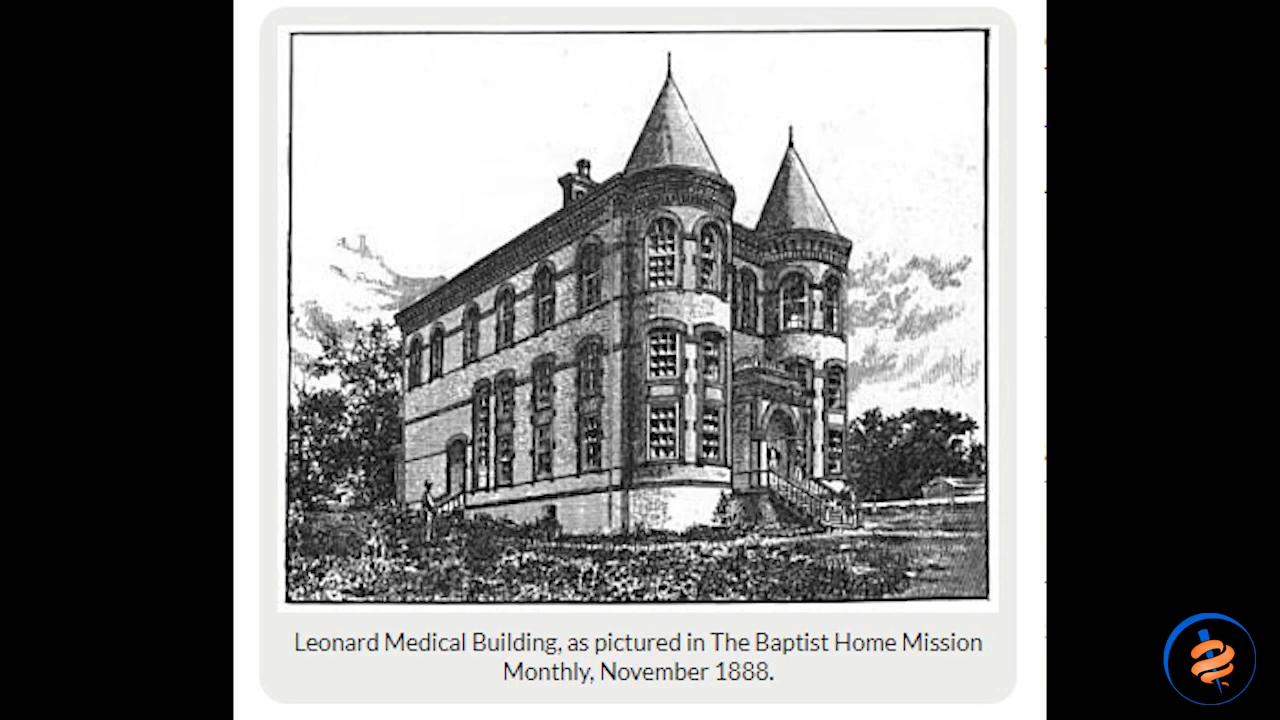 Leonard Medical Building, as pictured in The Baptist Home Mission
Monthly, November 1888.